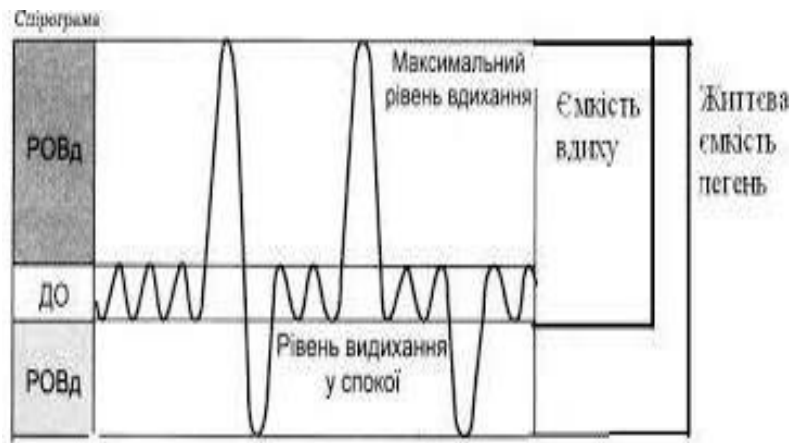 Спірограма
РОВд
ДО
РОВд
Максимальний
рівень вдихання
Рівень видихання
у спокої
Ємкість
вдиху
Життєва
ємкість
легень